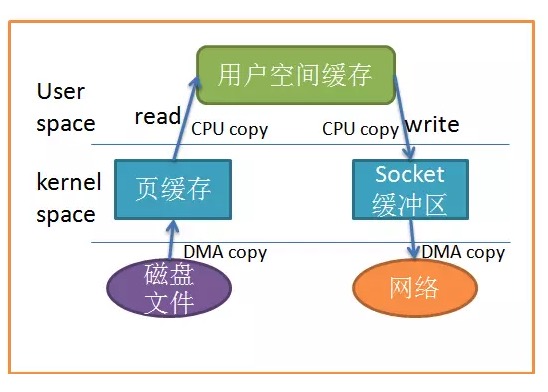 用户空间缓存
User
space
read
CPU copy
CPU copy
write
kernel
space
页缓存
Socket
缓冲区
DMA copy
DMA copy
磁盘
文件
网络